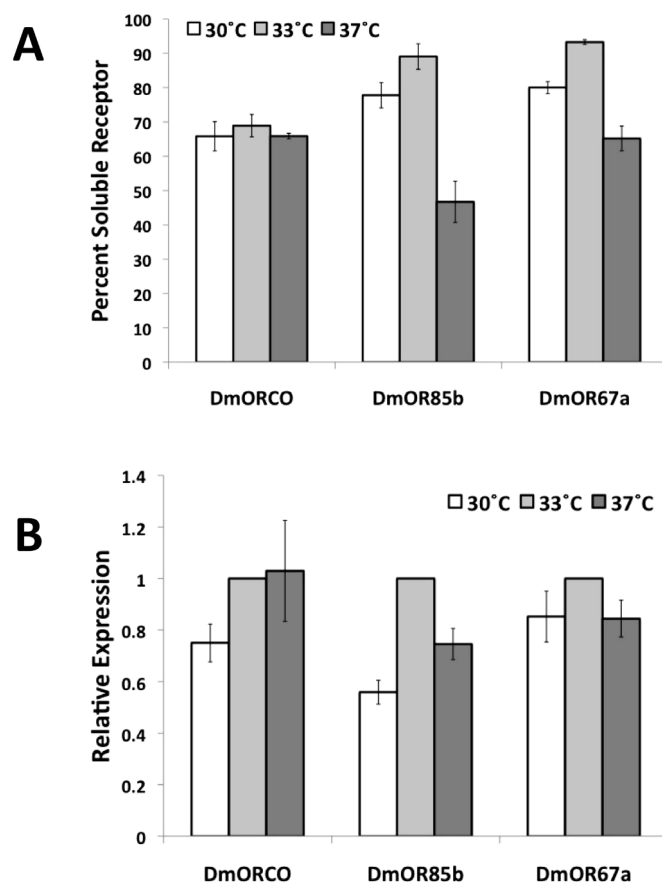 A
30˚C 33˚C 37˚C
Percent Soluble Receptor
100
90
80
70
60
50
40
30
20
10
0
DmORCO DmOR85b DmOR67a
B
30˚C 33˚C 37˚C
Relative Expression
1.4
1.2
1
0.8
0.6
0.4
0.2
0
DmORCO DmOR85b DmOR67a